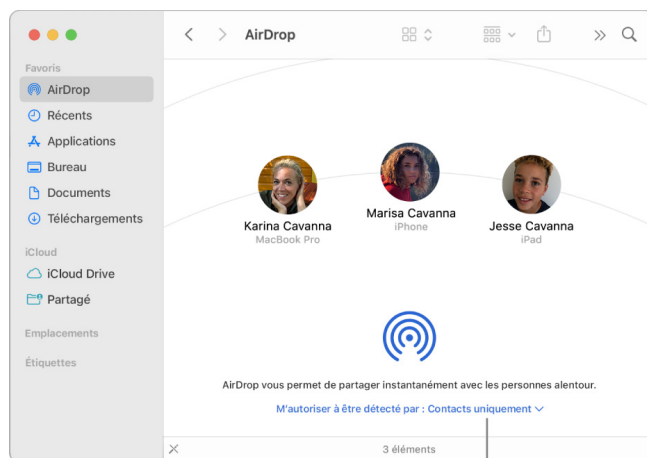 AirDrop
Favoris
AirDrop
Récents
Applications
Bureau
Documents
Téléchargements
iCloud
iCloud Drive
Partagé
Emplacements
Étiquettes
Karina Cavanna
MacBook Pro
Marisa Cavanna
iPhone
Jesse Cavanna
iPad
AirDrop vous permet de partager instantanément avec les personnes alentour.
M'autoriser à être détecté par : Contacts uniquement
3 éléments